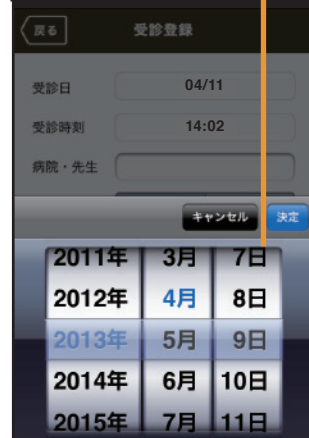 戻る 受診登録
受診日 04/11
受診時刻 14:02
病院・先生
キャンセル 決定
2011年 3月 7日
2012年 4月 8日
2013年 5月 9日
2014年 6月 10日
2015年 7月 11日